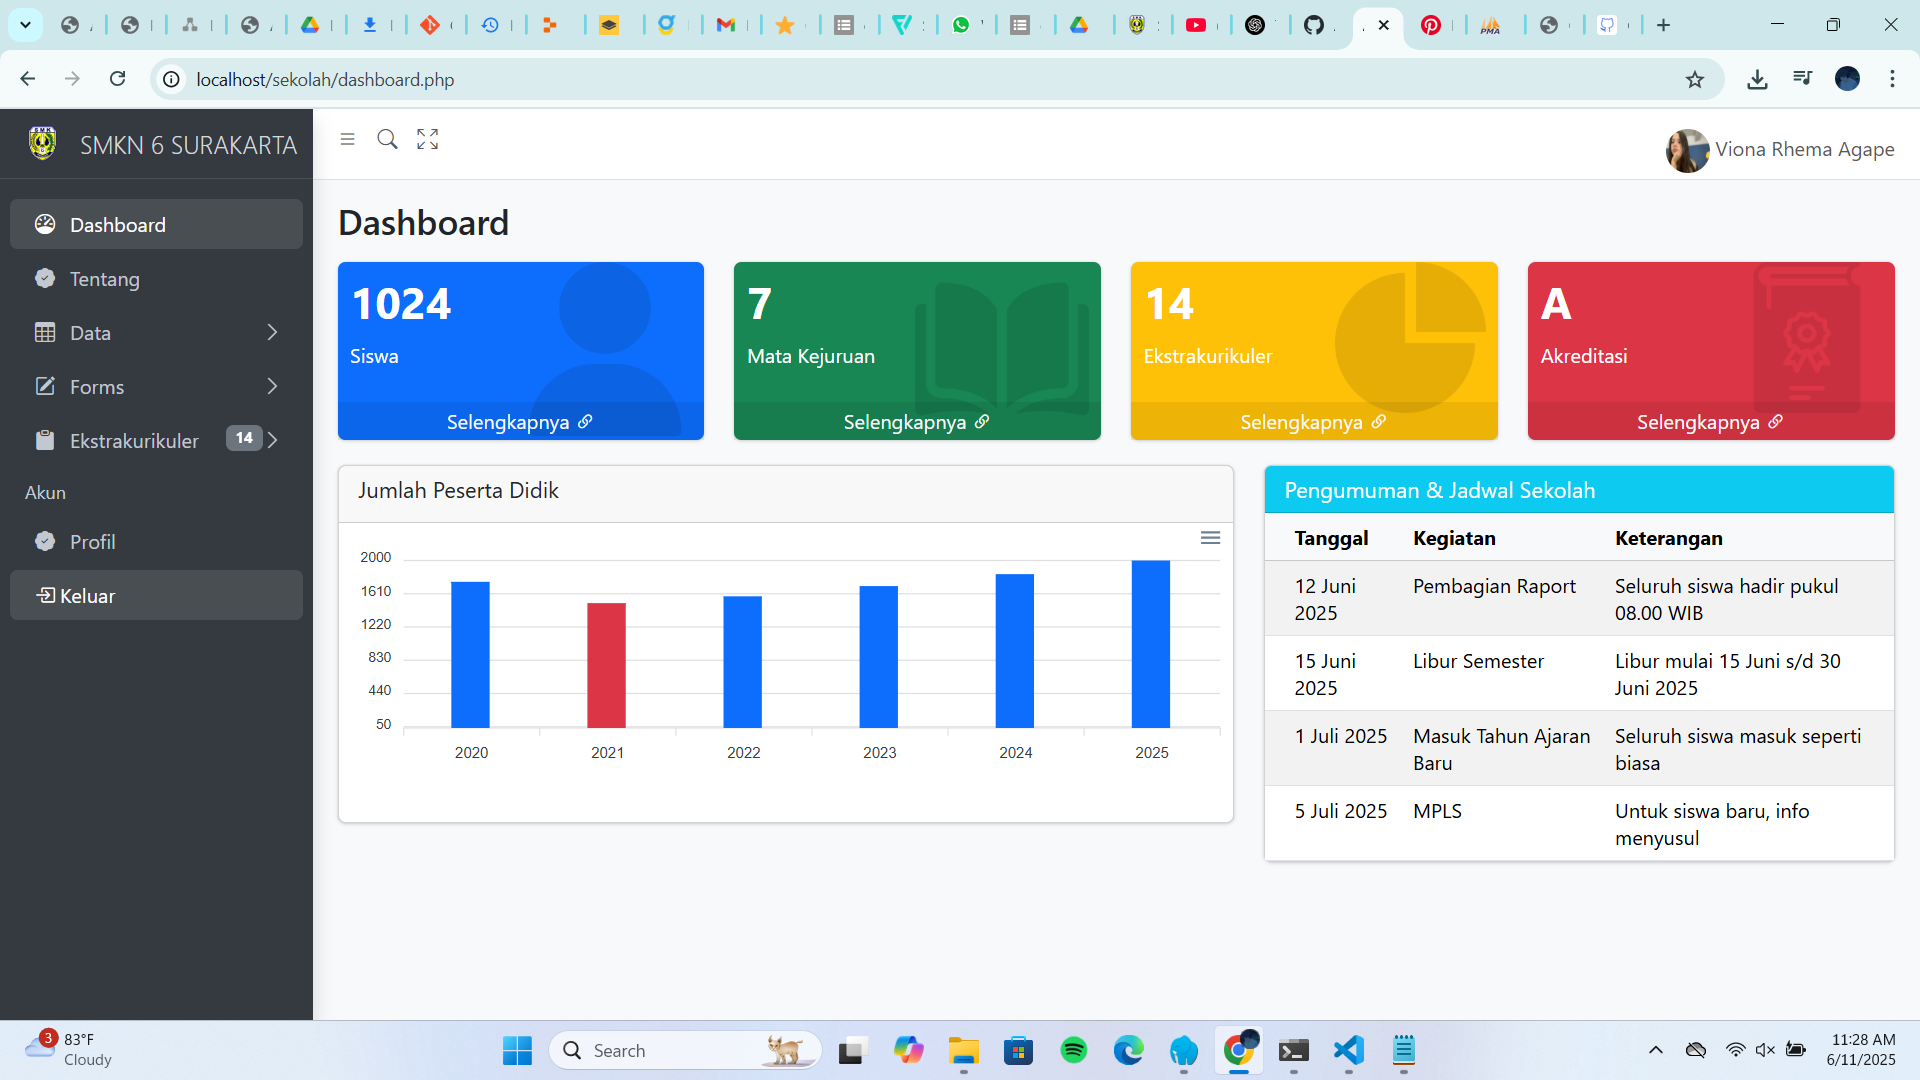 localhost/sekolah/dashboard.php
SMKN 6 SURAKARTA
Viona Rhema Agape
Dashboard
Tentang
Data
Forms
Ekstrakurikuler 14
Akun
Profil
Keluar
Dashboard
1024
Siswa
Selengkapnya
7
Mata Kejuruan
Selengkapnya
14
Ekstrakurikuler
Selengkapnya
A
Akreditasi
Selengkapnya
Jumlah Peserta Didik
2000
1610
1220
830
440
50
2020 2021 2022 2023 2024 2025
Pengumuman & Jadwal Sekolah
Tanggal Kegiatan Keterangan
12 Juni Pembagian Raport Seluruh siswa hadir pukul
2025 08.00 WIB
15 Juni Libur Semester Libur mulai 15 Juni s/d 30
2025 Juni 2025
1 Juli 2025 Masuk Tahun Ajaran Seluruh siswa masuk seperti
Baru biasa
5 Juli 2025 MPLS Untuk siswa baru, info
menyusul
3
83°F
Cloudy
Search
11:28 AM
6/11/2025